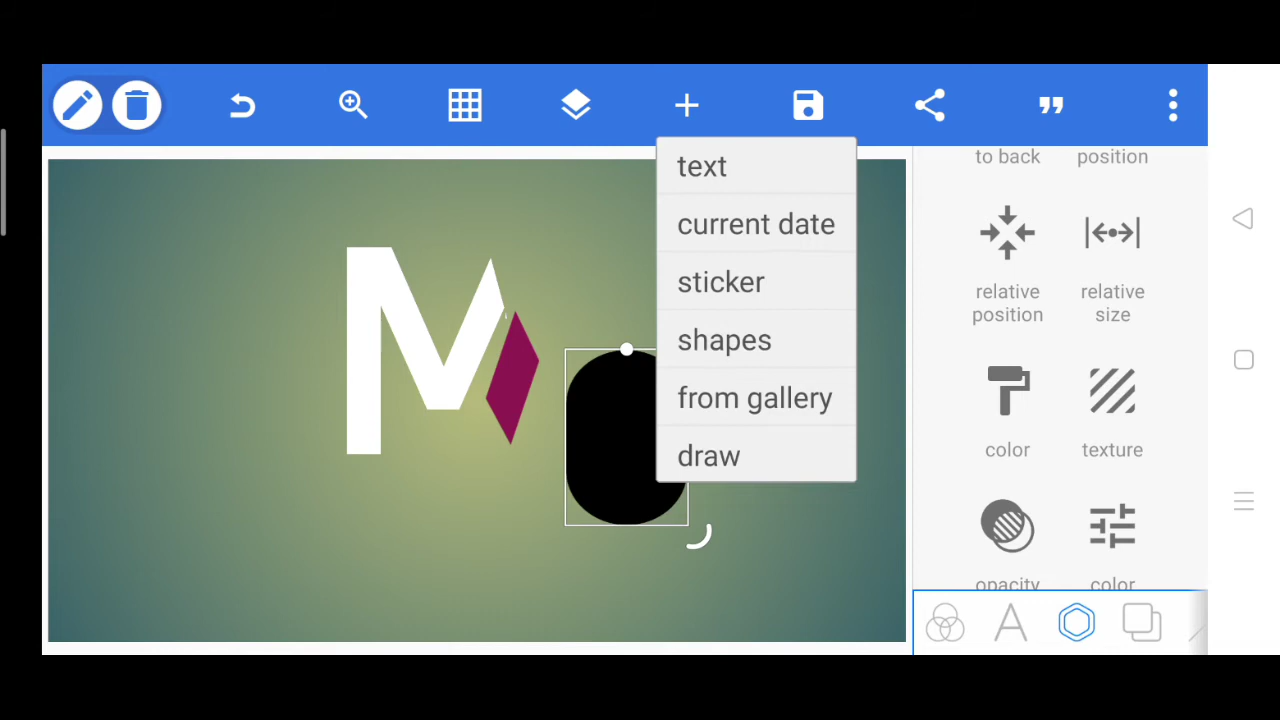 text
current date
sticker
shapes
from gallery
draw
M
to back
position
relative position
relative size
color
texture
opacity
color